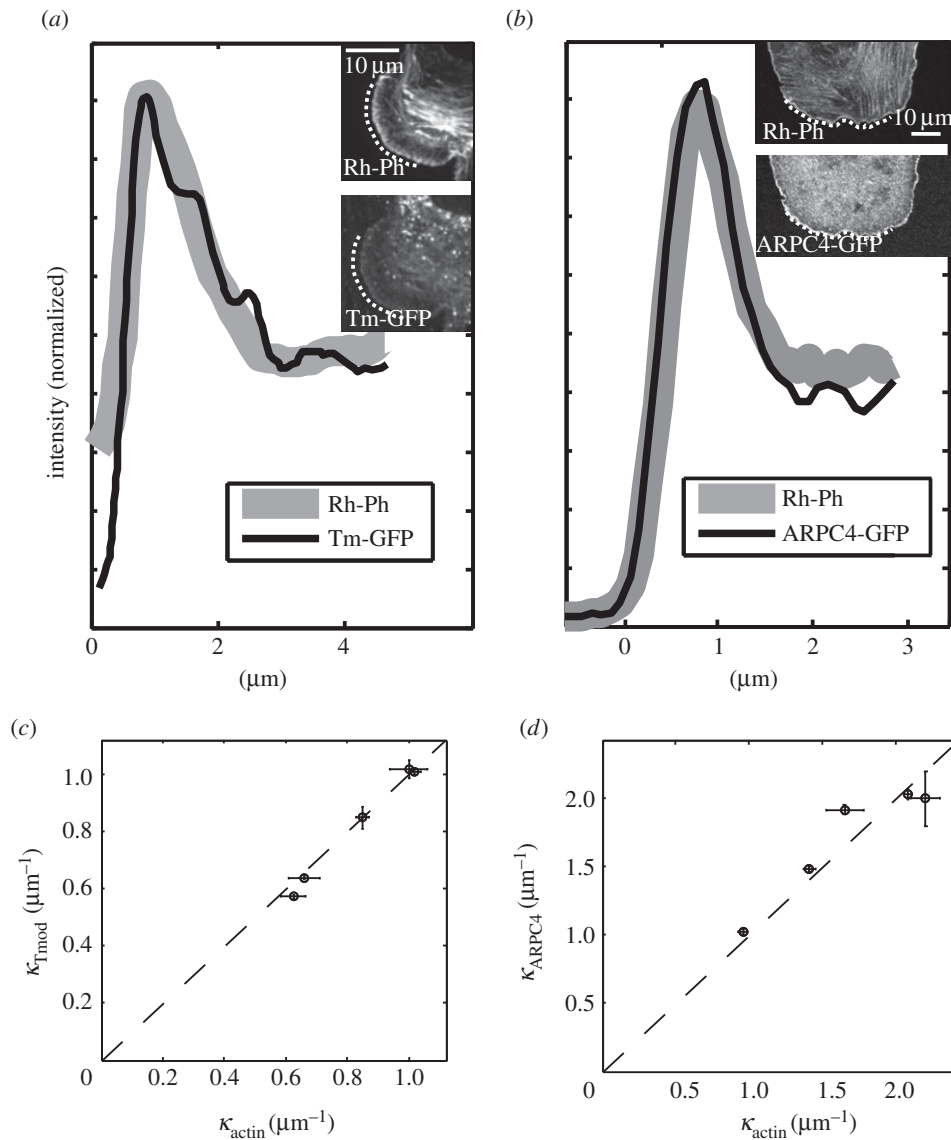 (a)
10 μm
Rh-Ph
Tm-GFP
intensity (normalized)
Rh-Ph
Tm-GFP
0 2 4
(μm)
(b)
Rh-Ph
10 μm
ARPC4-GFP
Rh-Ph
ARPC4-GFP
0 1 2 3
(μm)
(c)
κTmod (μm−1)
1.0
0.8
0.6
0.4
0.2
0 0.2 0.4 0.6 0.8 1.0
κactin (μm−1)
(d)
κARPC4 (μm−1)
2.0
1.5
1.0
0.5
0 0.5 1.0 1.5 2.0
κactin (μm−1)